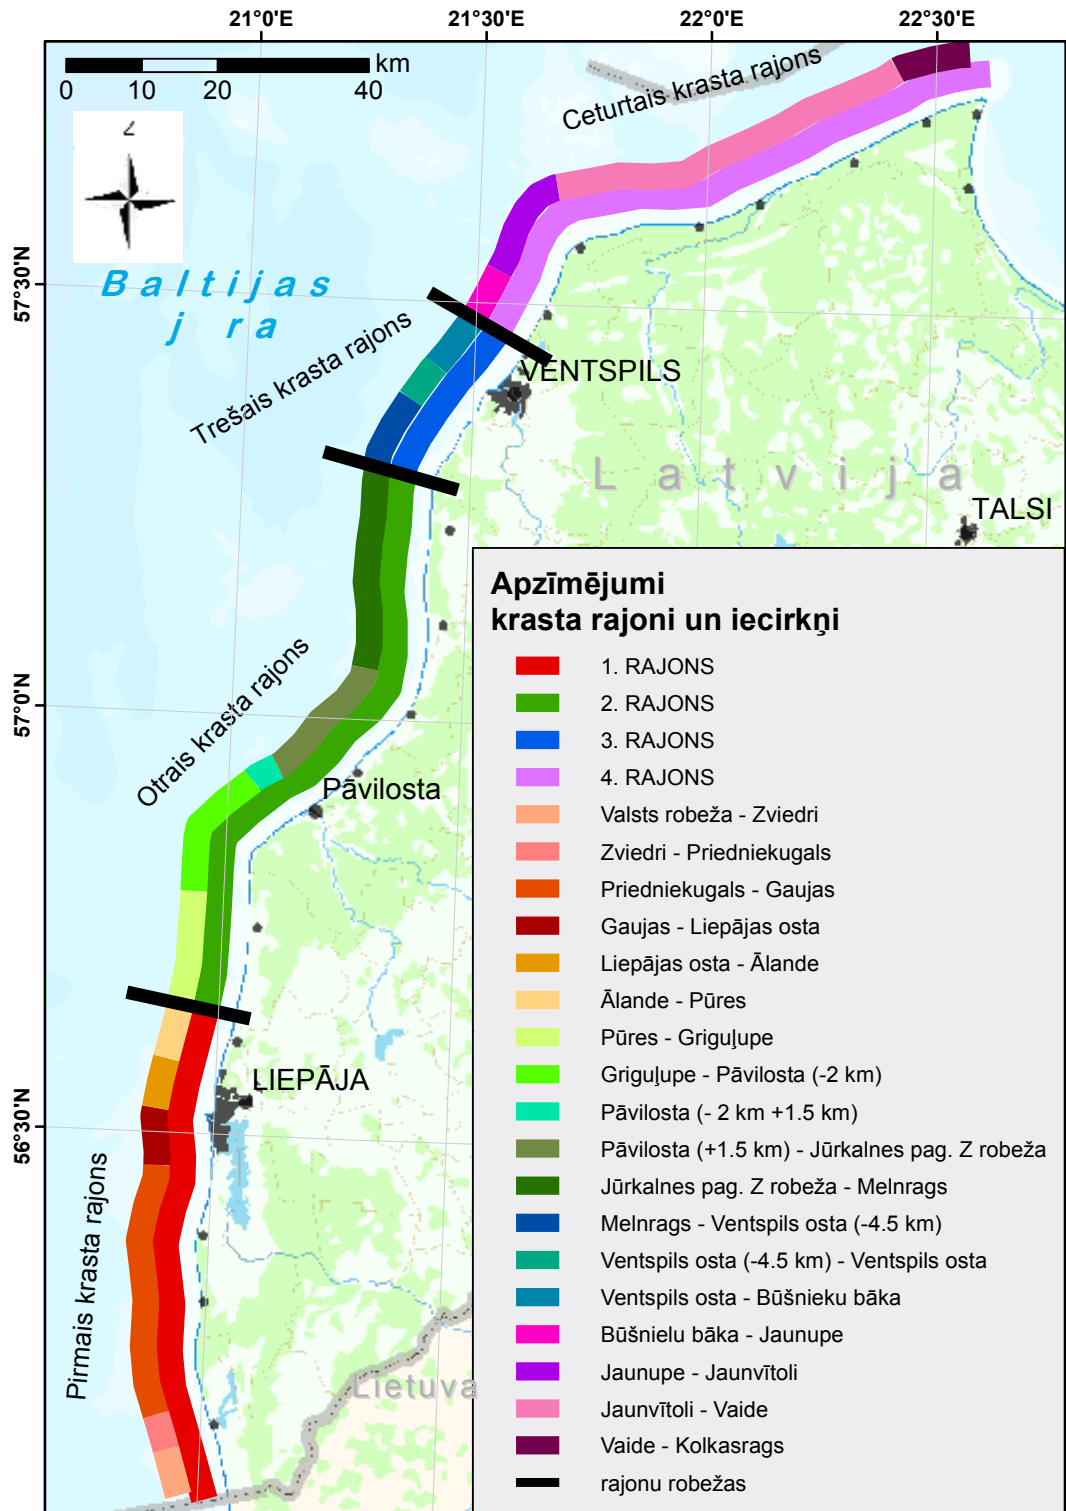 21°0'E 21°30'E 22°0'E 22°30'E
km
0 10 20 40
Ceturtais krasta rajons
57°30'N
Baltijas
j ra
Trešais krasta rajons
VENTSPILS
Latvija
TALSI
57°0'N
Otrais krasta rajons
Pāvilosta
LIEPĀJA
56°30'N
Pirmais krasta rajons
Lietuva
Apzīmējumi
krasta rajoni un iecirkņi
1. RAJONS
2. RAJONS
3. RAJONS
4. RAJONS
Valsts robeža - Zviedri
Zviedri - Priedniekugals
Priedniekugals - Gaujas
Gaujas - Liepājas osta
Liepājas osta - Ālande
Ālande - Pūres
Pūres - Griguļupe
Griguļupe - Pāvilosta (-2 km)
Pāvilosta (- 2 km +1.5 km)
Pāvilosta (+1.5 km) - Jūrkalnes pag. Z robeža
Jūrkalnes pag. Z robeža - Melnrags
Melnrags - Ventspils osta (-4.5 km)
Ventspils osta (-4.5 km) - Ventspils osta
Ventspils osta - Būšnieku bāka
Būšnielu bāka - Jaunupe
Jaunupe - Jaunvītoli
Jaunvītoli - Vaide
Vaide - Kolkasrags
rajonu robežas